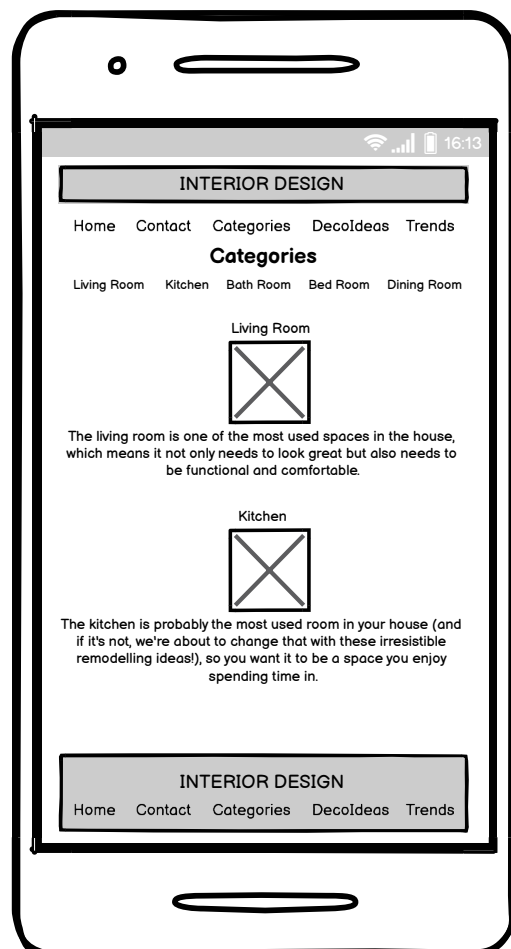 16:13
INTERIOR DESIGN
Home Contact Categories DecoIdeas Trends
Categories
Living Room Kitchen Bath Room Bed Room Dining Room
Living Room
The living room is one of the most used spaces in the house,
which means it not only needs to look great but also needs to
be functional and comfortable.
Kitchen
The kitchen is probably the most used room in your house (and
if it's not, we're about to change that with these irresistible
remodelling ideas!), so you want it to be a space you enjoy
spending time in.
INTERIOR DESIGN
Home Contact Categories DecoIdeas Trends